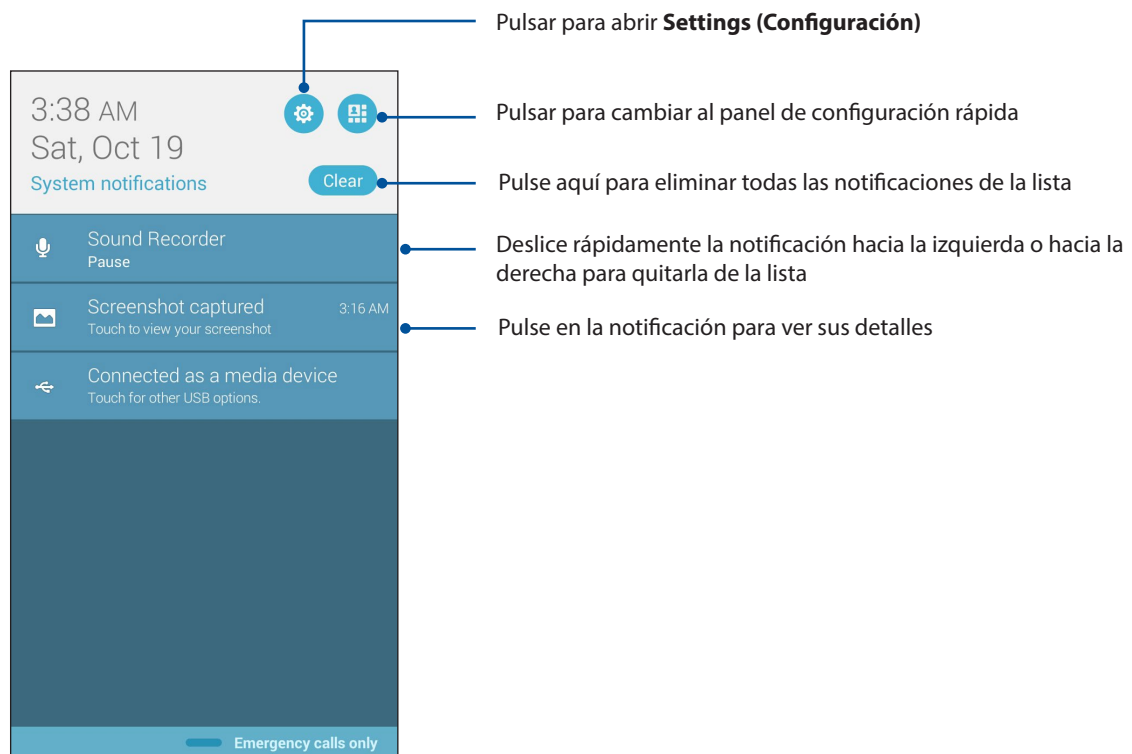 Pulsar para abrir Settings (Configuración)
3:38 AM
Sat, Oct 19
Pulsar para cambiar al panel de configuración rápida
System notifications
Clear
Pulse aquí para eliminar todas las notificaciones de la lista
Sound Recorder
Pause
Deslice rápidamente la notificación hacia la izquierda o hacia la
derecha para quitarla de la lista
Screenshot captured 3:16 AM
Touch to view your screenshot
Pulse en la notificación para ver sus detalles
Connected as a media device
Touch for other USB options.
Emergency calls only